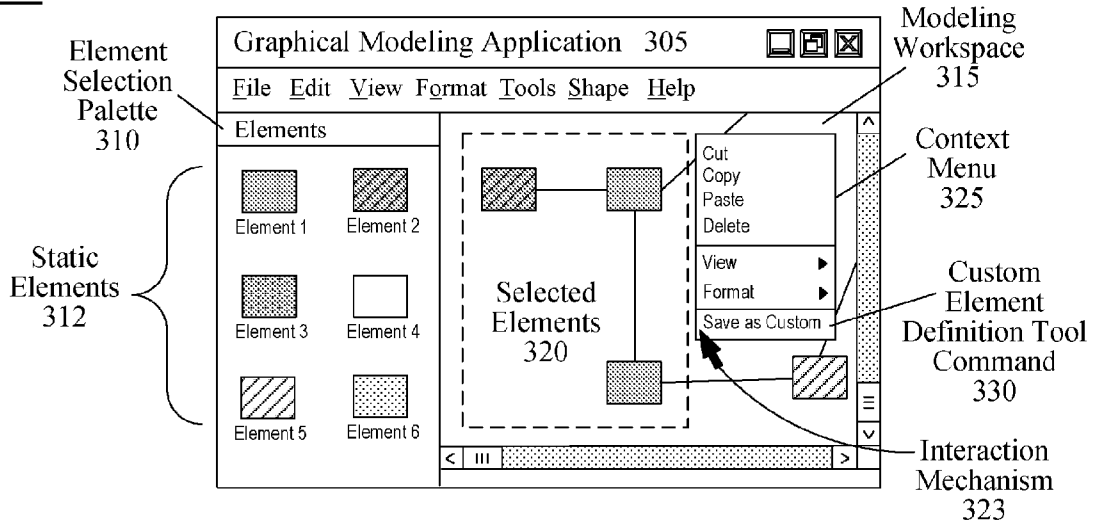 Graphical Modeling Application 305
File Edit View Format Tools Shape Help
Element
Selection
Palette
310
Elements
Element 1
Element 2
Element 3
Element 4
Element 5
Element 6
Static
Elements
312
Selected
Elements
320
Cut
Copy
Paste
Delete
View
Format
Save as Custom
Modeling
Workspace
315
Context
Menu
325
Custom
Element
Definition Tool
Command
330
Interaction
Mechanism
323